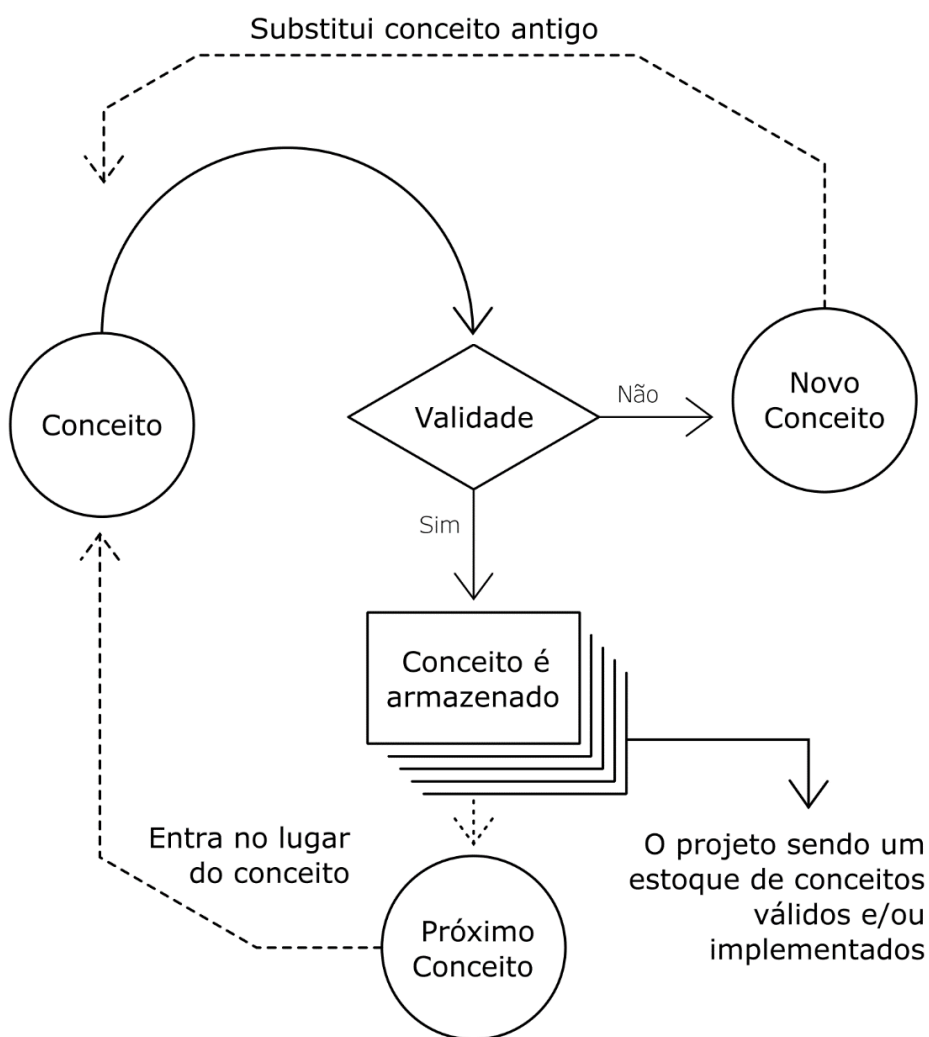 Substitui conceito antigo
Conceito
Validade
Não
Novo
Conceito
Sim
Conceito é
armazenado
Entra no lugar
do conceito
Próximo
Conceito
O projeto sendo um
estoque de conceitos
válidos e/ou
implementados